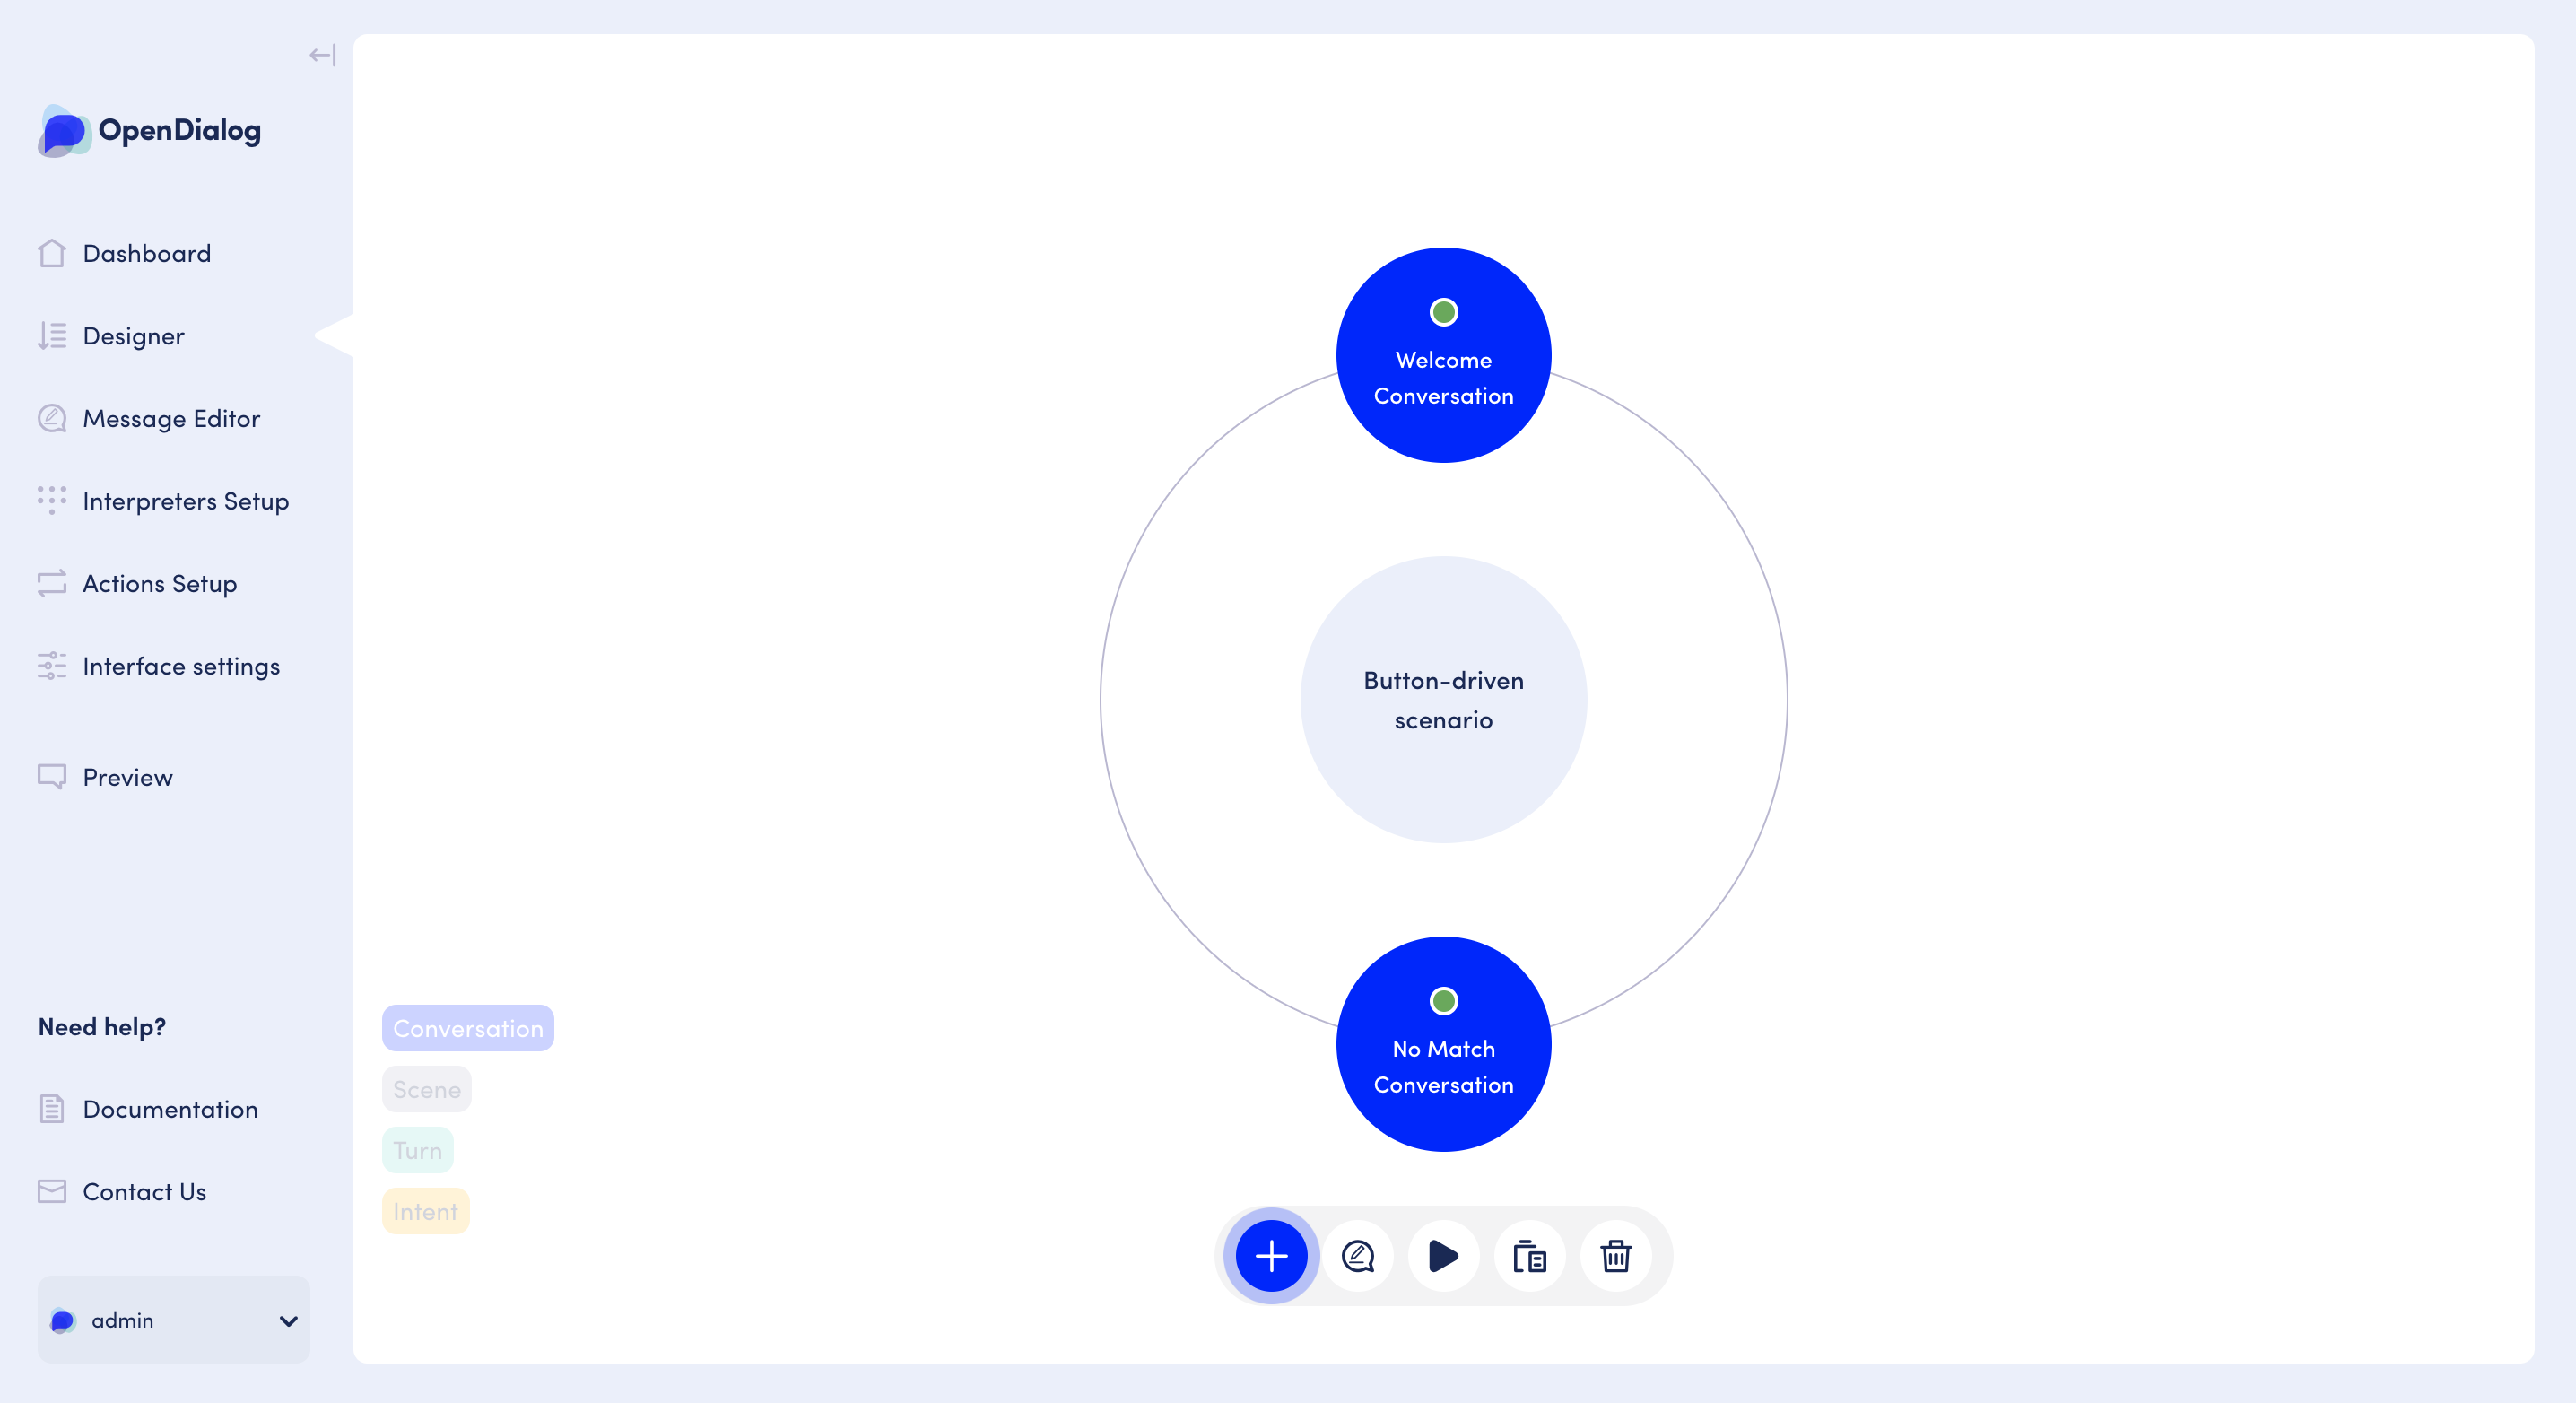 OpenDialog
Dashboard
Designer
Message Editor
Interpreters Setup
Actions Setup
Interface settings
Preview
Need help?
Documentation
Contact Us
admin
Welcome
Conversation
Button-driven
scenario
No Match
Conversation
Conversation
Scene
Turn
Intent